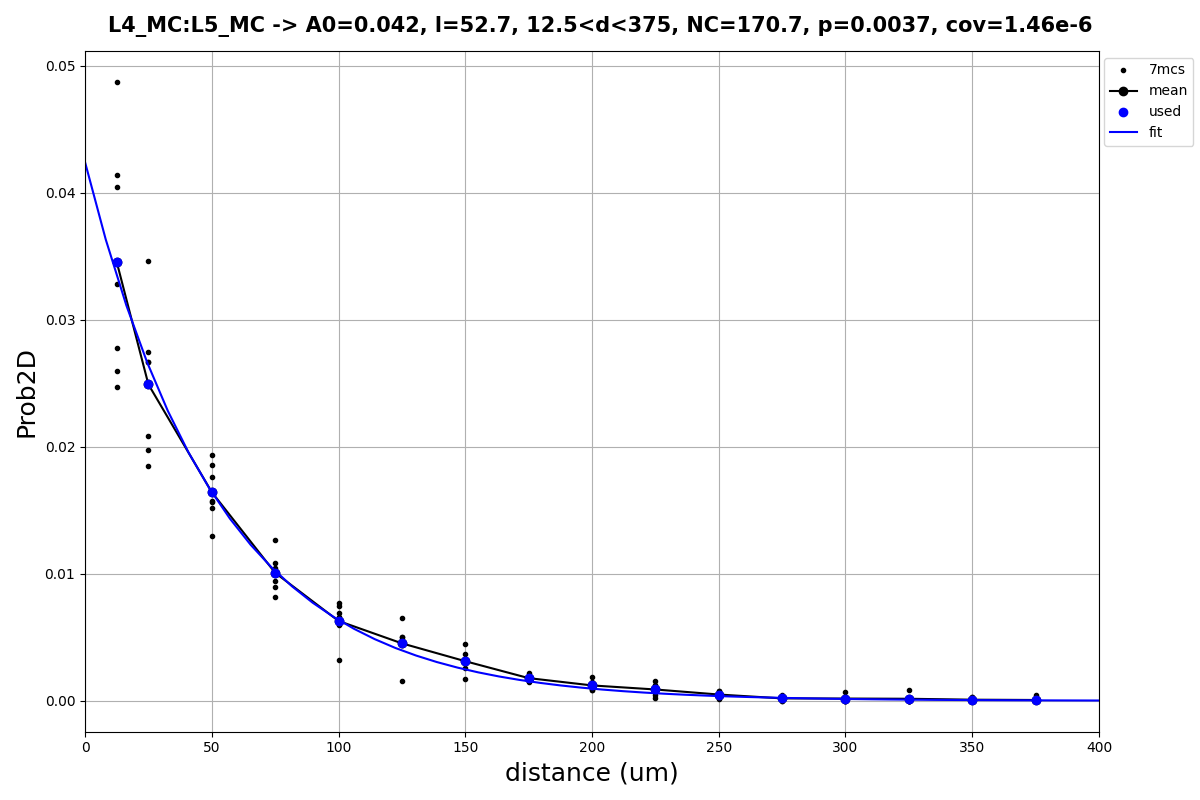 L4_MC:L5_MC -> A0=0.042, l=52.7, 12.5<d<375, NC=170.7, p=0.0037, cov=1.46e-6
7mcs
mean
used
fit
0.05
0.04
0.03
0.02
0.01
0.00
Prob2D
0 50 100 150 200 250 300 350 400
distance (um)